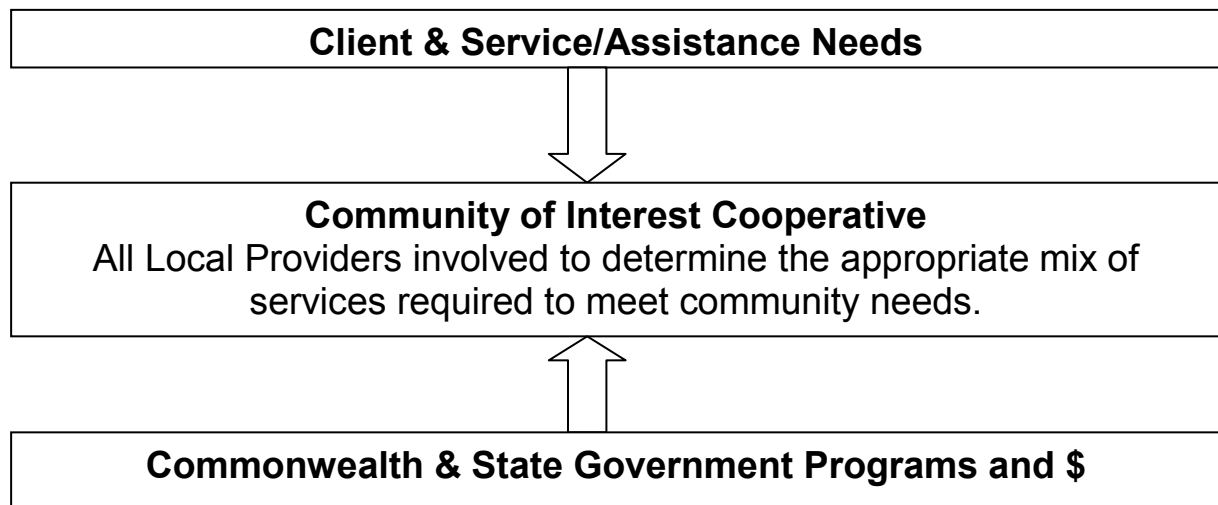 Client & Service/Assistance Needs
Community of Interest Cooperative
All Local Providers involved to determine the appropriate mix of
services required to meet community needs.
Commonwealth & State Government Programs and $